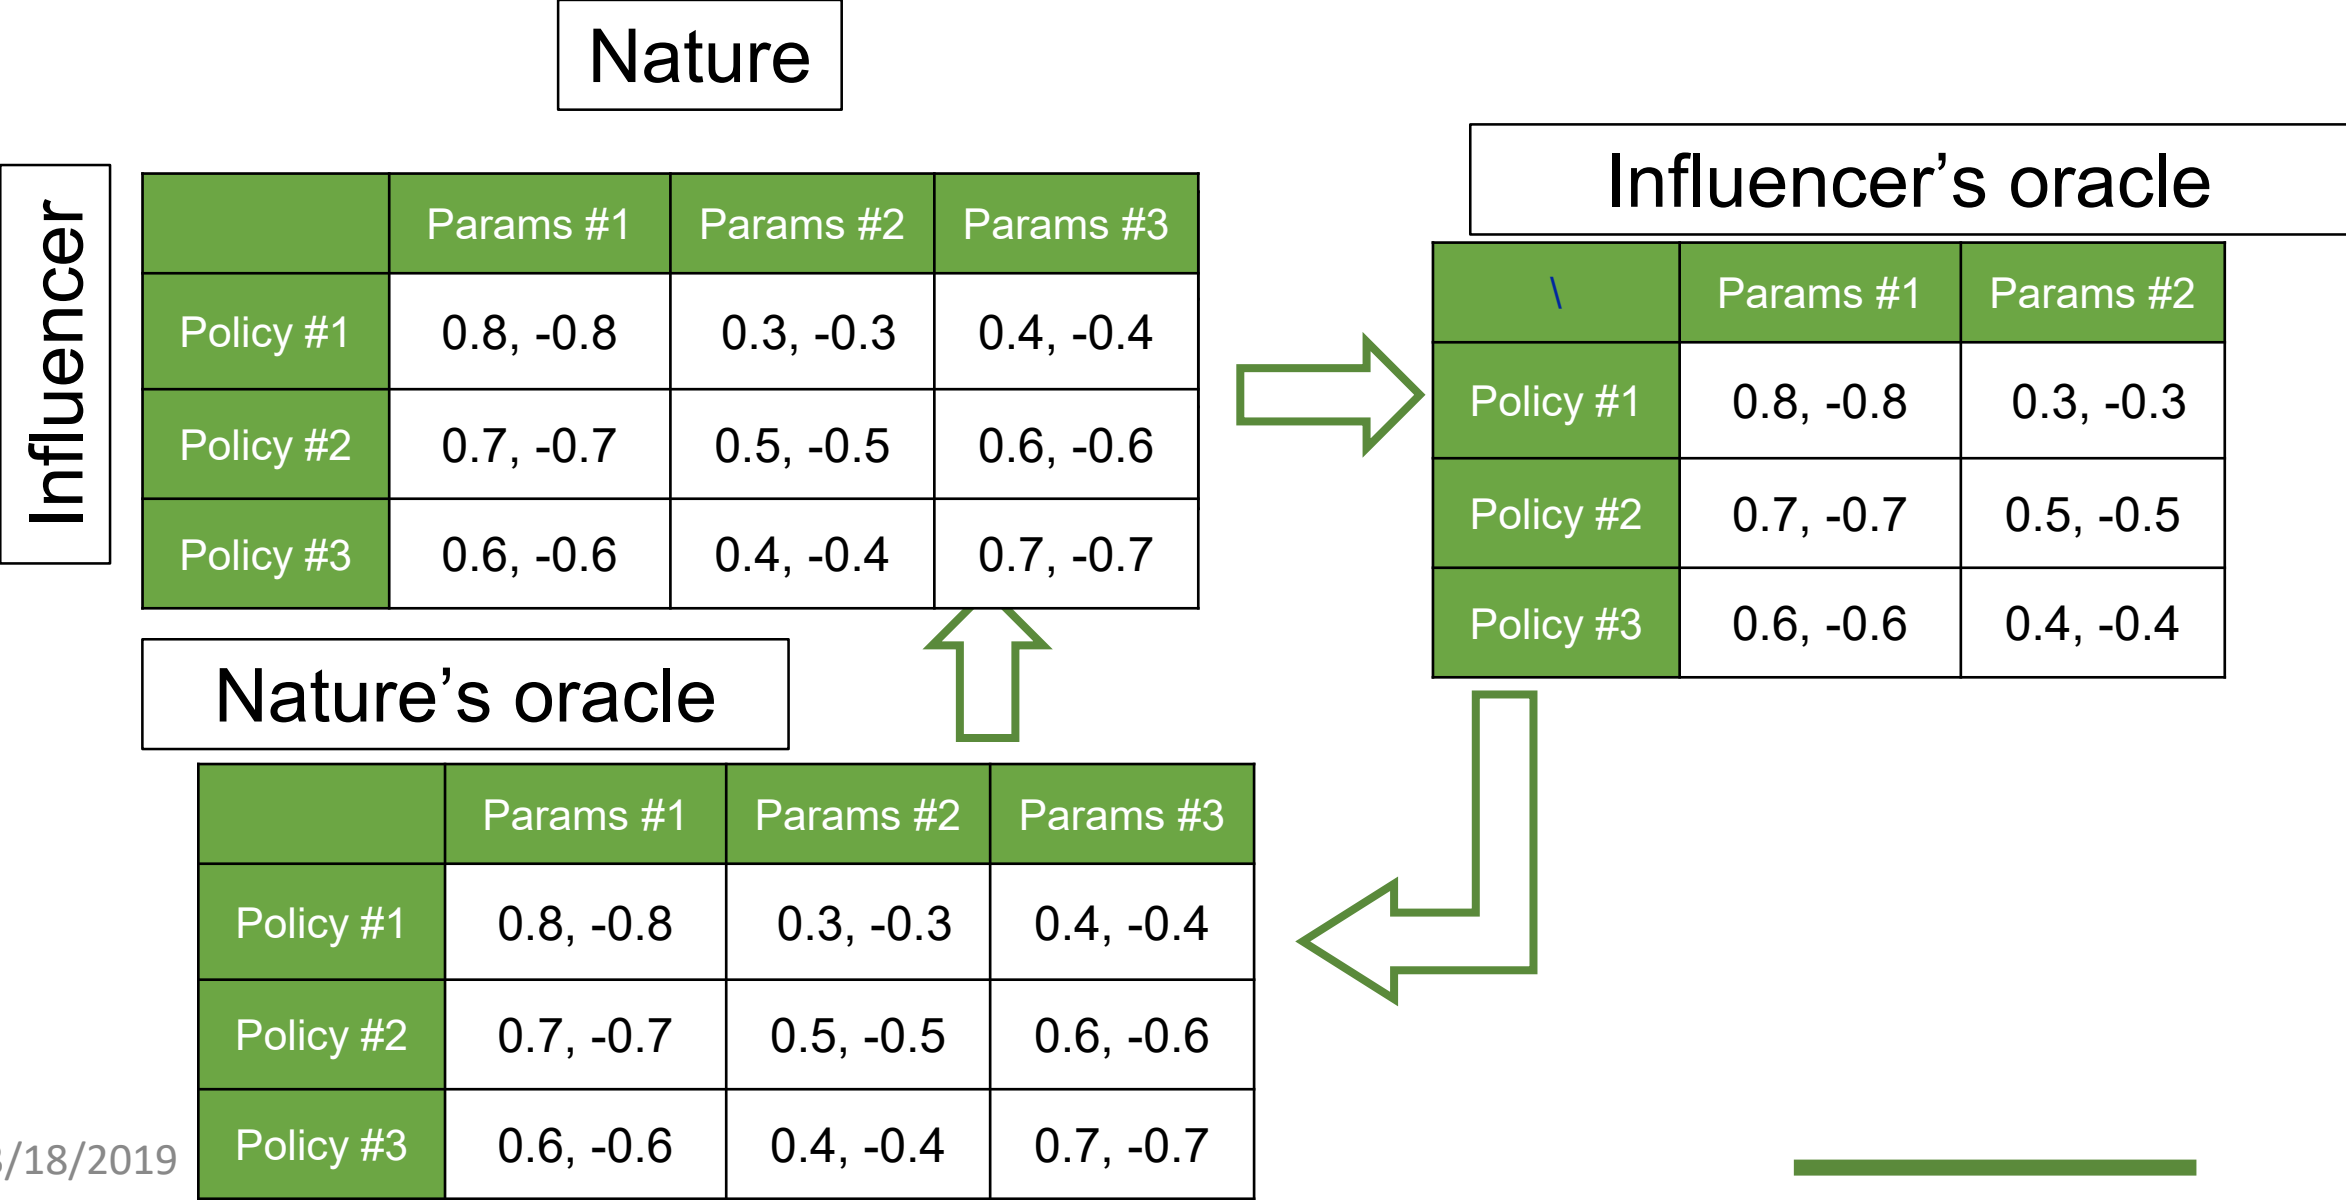 Nature
Influencer
Params #1 Params #2 Params #3
Policy #1 0.8, -0.8 0.3, -0.3 0.4, -0.4
Policy #2 0.7, -0.7 0.5, -0.5 0.6, -0.6
Policy #3 0.6, -0.6 0.4, -0.4 0.7, -0.7
Influencer’s oracle
\ Params #1 Params #2
Policy #1 0.8, -0.8 0.3, -0.3
Policy #2 0.7, -0.7 0.5, -0.5
Policy #3 0.6, -0.6 0.4, -0.4
Nature’s oracle
Params #1 Params #2 Params #3
Policy #1 0.8, -0.8 0.3, -0.3 0.4, -0.4
Policy #2 0.7, -0.7 0.5, -0.5 0.6, -0.6
Policy #3 0.6, -0.6 0.4, -0.4 0.7, -0.7
/18/2019